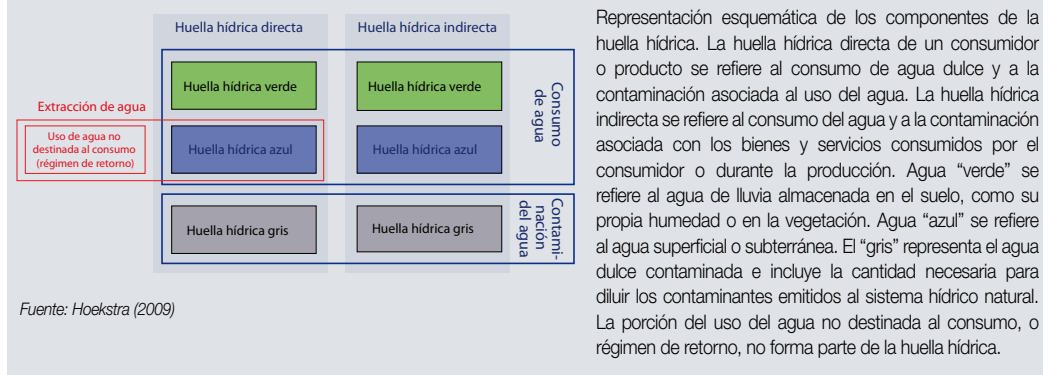 Huella hídrica directa
Huella hídrica indirecta
Huella hídrica verde
Huella hídrica verde
Consumo
de agua
Extracción de agua
Uso de agua no
destinada al consumo
(régimen de retorno)
Huella hídrica azul
Huella hídrica azul
Huella hídrica gris
Huella hídrica gris
Contami-
nación
del agua
Fuente: Hoekstra (2009)
Representación esquemática de los componentes de la
huella hídrica. La huella hídrica directa de un consumidor
o producto se refiere al consumo de agua dulce y a la
contaminación asociada al uso del agua. La huella hídrica
indirecta se refiere al consumo del agua y a la contaminación
asociada con los bienes y servicios consumidos por el
consumidor o durante la producción. Agua “verde” se
refiere al agua de lluvia almacenada en el suelo, como su
propia humedad o en la vegetación. Agua “azul” se refiere
al agua superficial o subterránea. El “gris” representa el agua
dulce contaminada e incluye la cantidad necesaria para
diluir los contaminantes emitidos al sistema hídrico natural.
La porción del uso del agua no destinada al consumo, o
régimen de retorno, no forma parte de la huella hídrica.